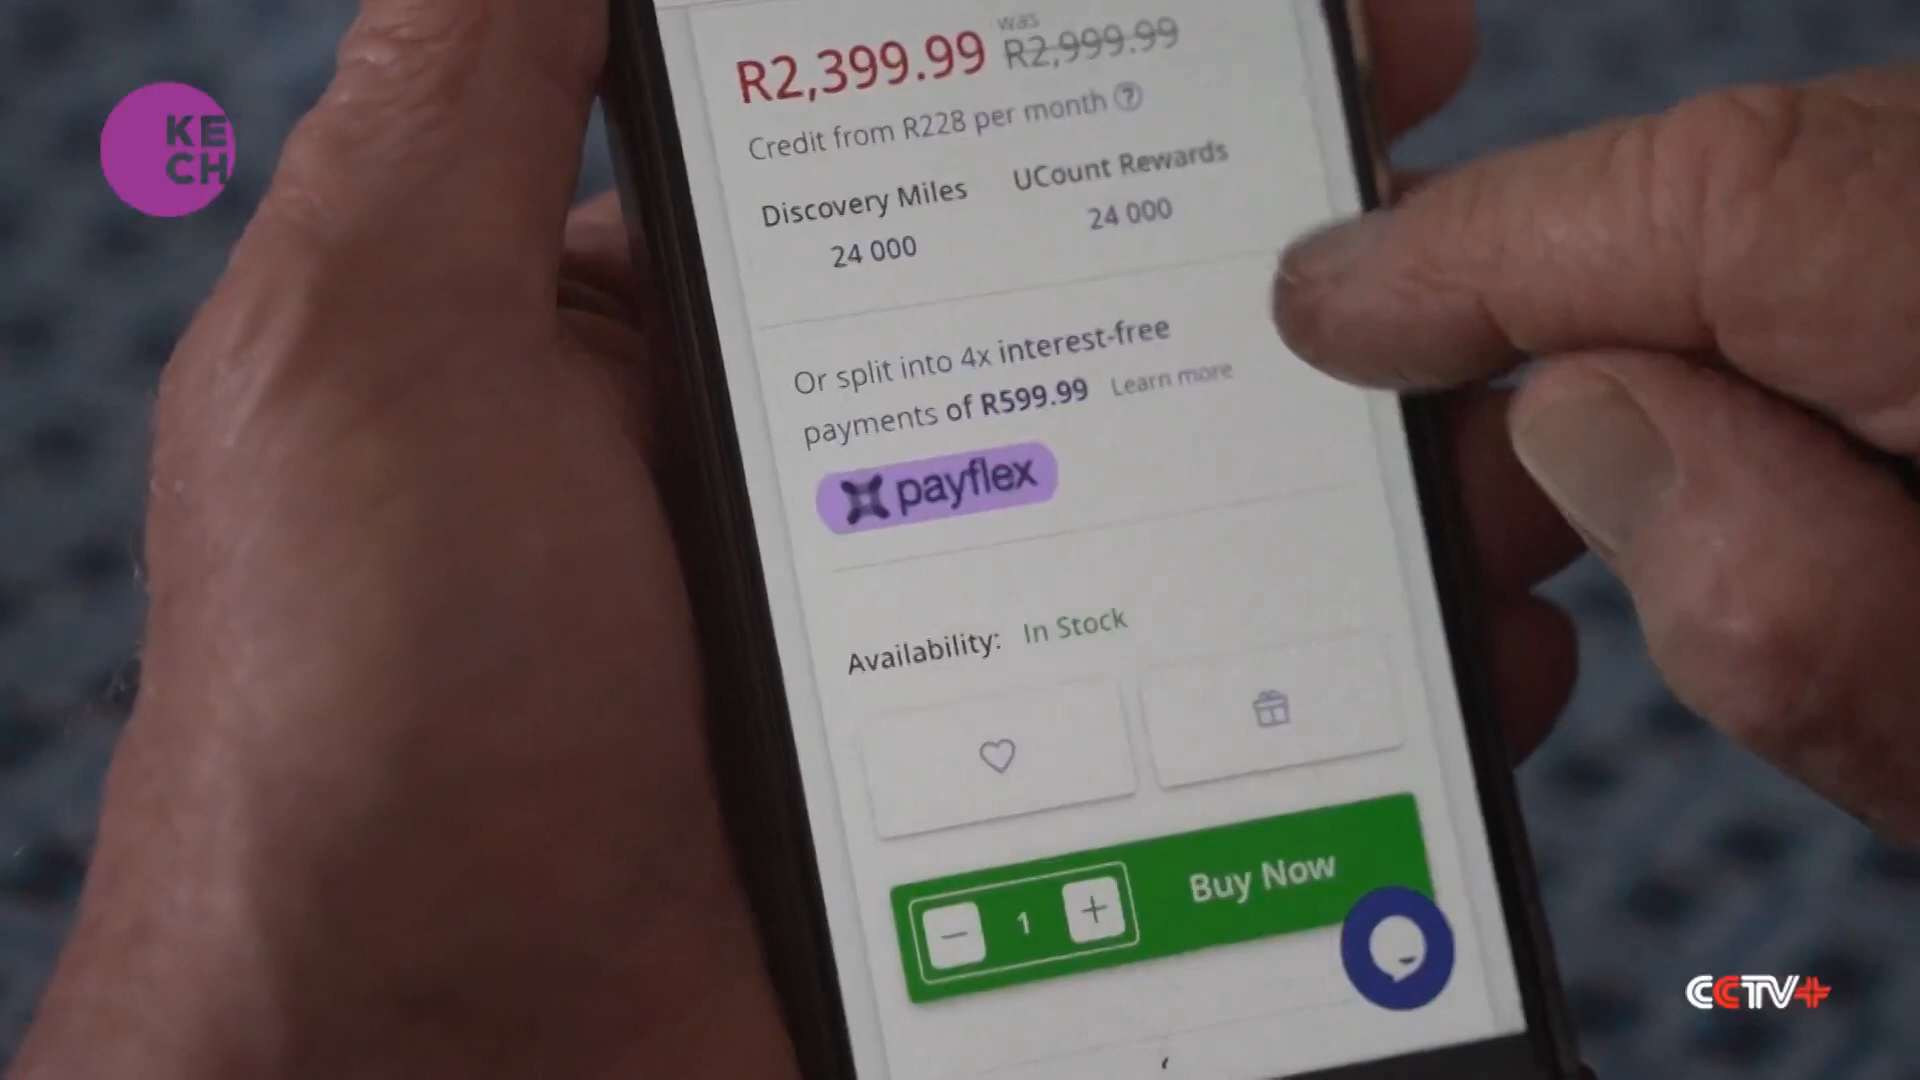 KE
CH
was
R2,399.99 R2,999.99
Credit from R228 per month ?
Discovery Miles UCount Rewards
24 000 24 000
Or split into 4x interest-free
payments of R599.99 Learn more
payflex
Availability: In Stock
− 1 + Buy Now
CCTV+